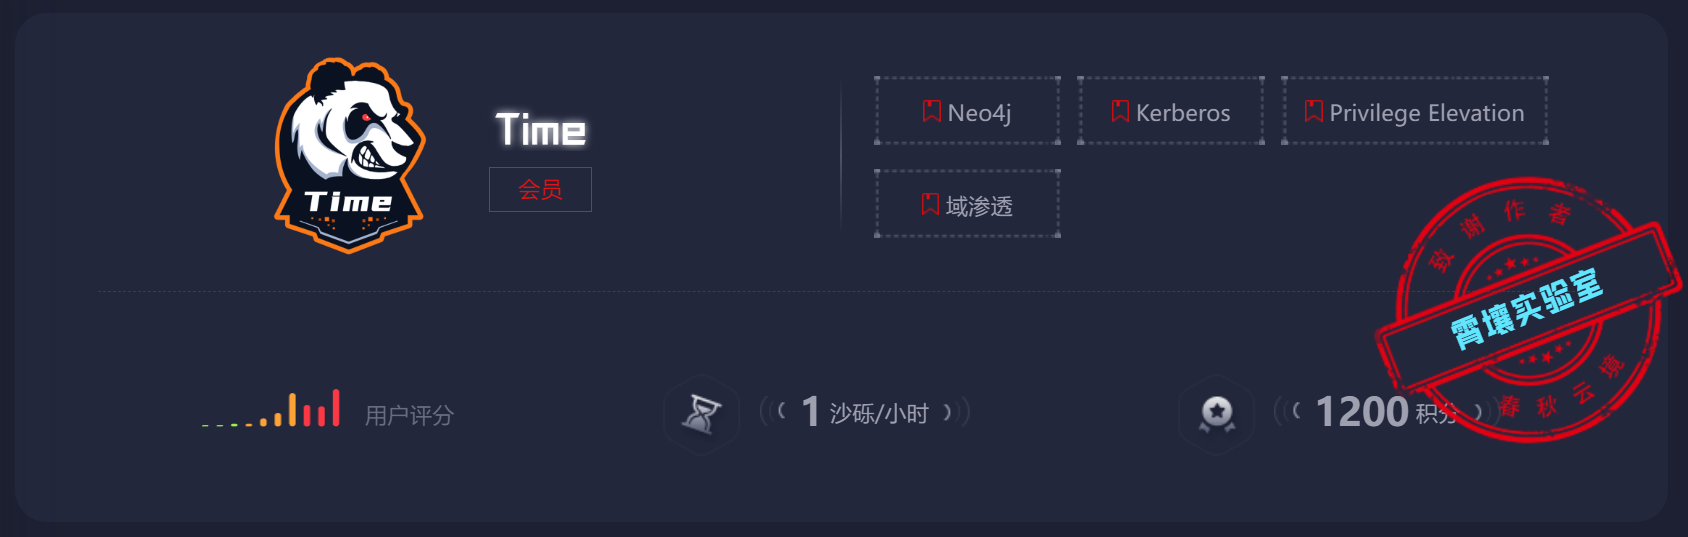 Time
Time
会员
Neo4j
Kerberos
Privilege Elevation
域渗透
致谢作者
霄壤实验室
春秋云境
用户评分
1 沙砾/小时
1200 积分